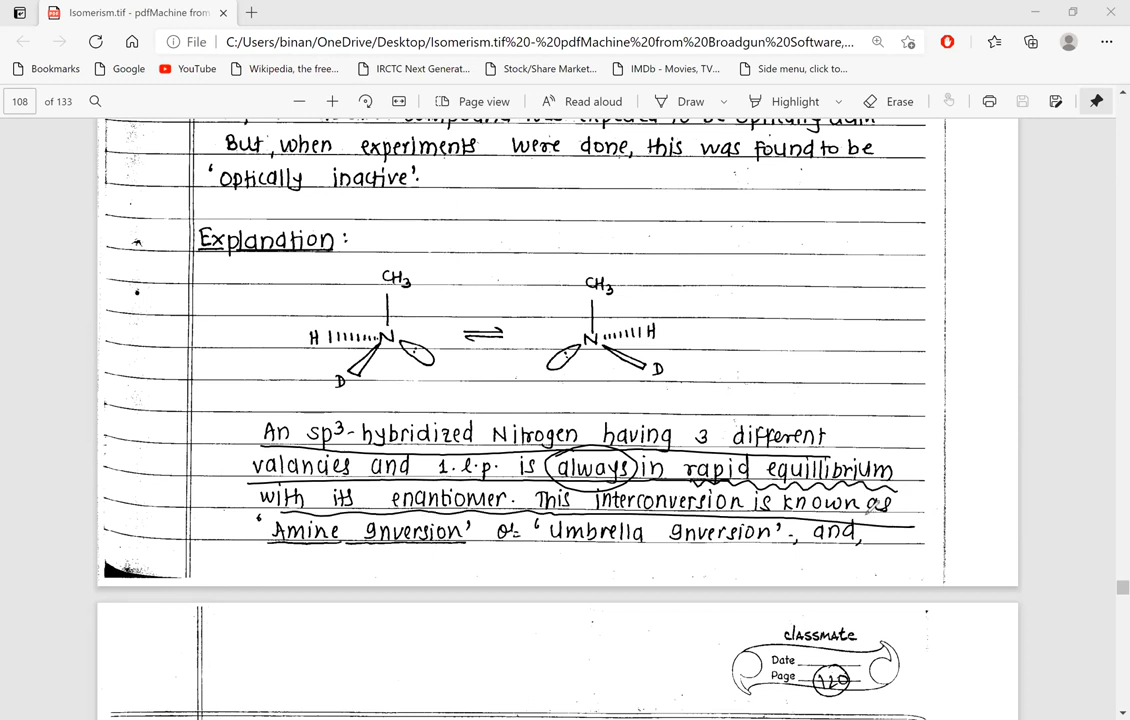 Isomerism.tif - pdfMachine from
File
C:/Users/binan/OneDrive/Desktop/Isomerism.tif%20-%20pdfMachine%20from%20Broadgun%20Software,...
Bookmarks
Google
YouTube
Wikipedia, the free...
IRCTC Next Generat...
Stock/Share Market...
IMDb - Movies, TV...
Side menu, click to...
108 of 133
Page view
Read aloud
Draw
Highlight
Erase
But, when experiments were done, this was found to be
'optically inactive'.
Explanation :
CH3 CH3
H N N H
D D
An sp3-hybridized Nitrogen having 3 different
valancies and 1 l.p. is always in rapid equillibrium
with its enantiomer. This interconversion is known as
'Amine Inversion' or 'Umbrella Inversion', and,
classmate
Date
Page 120